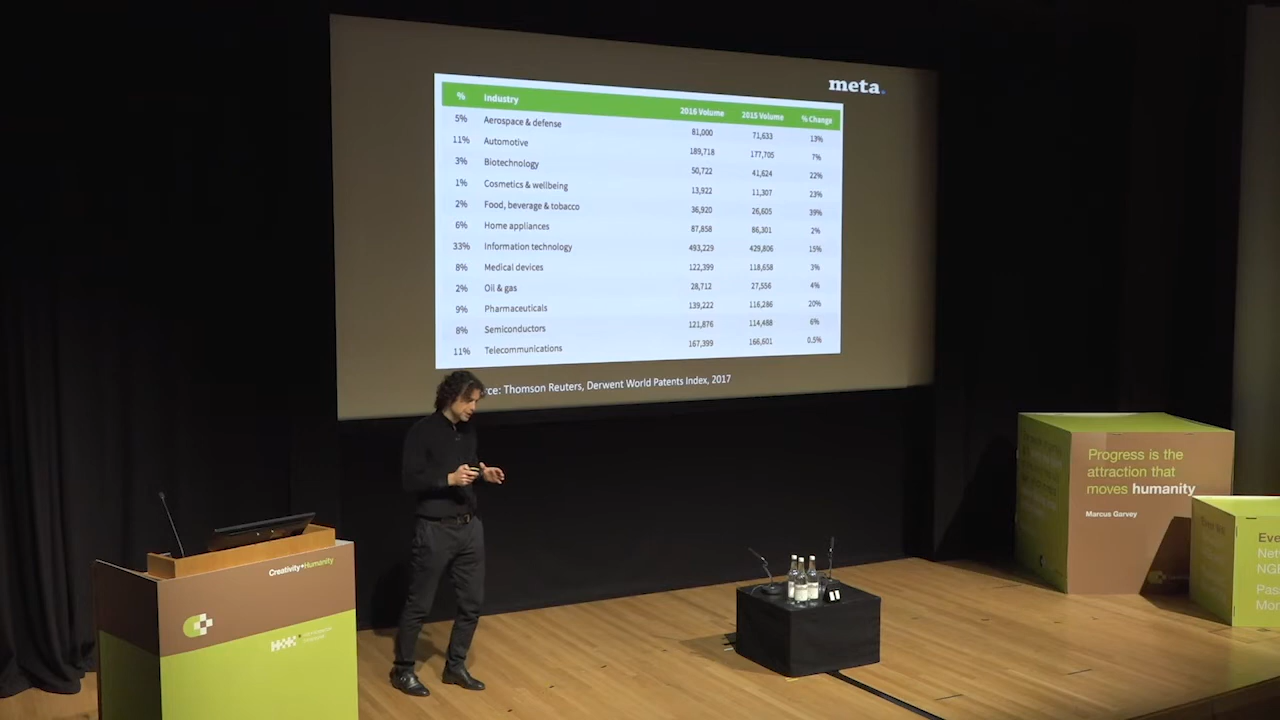 meta.
% Industry 2016 Volume 2015 Volume % Change
5% Aerospace & defense 81,000 71,633 13%
11% Automotive 189,718 177,705 7%
3% Biotechnology 50,722 41,624 22%
1% Cosmetics & wellbeing 13,922 11,307 23%
2% Food, beverage & tobacco 36,920 26,605 39%
6% Home appliances 87,858 86,301 2%
33% Information technology 493,229 429,806 15%
8% Medical devices 122,399 118,658 3%
2% Oil & gas 28,712 27,556 4%
9% Pharmaceuticals 139,222 116,286 20%
8% Semiconductors 121,876 114,488 6%
11% Telecommunications 167,399 166,601 0.5%
rce: Thomson Reuters, Derwent World Patents Index, 2017
Progress is the
attraction that
moves humanity
Marcus Garvey
Creativity+Humanity
Eve
Net
NGF
Pas
Mor